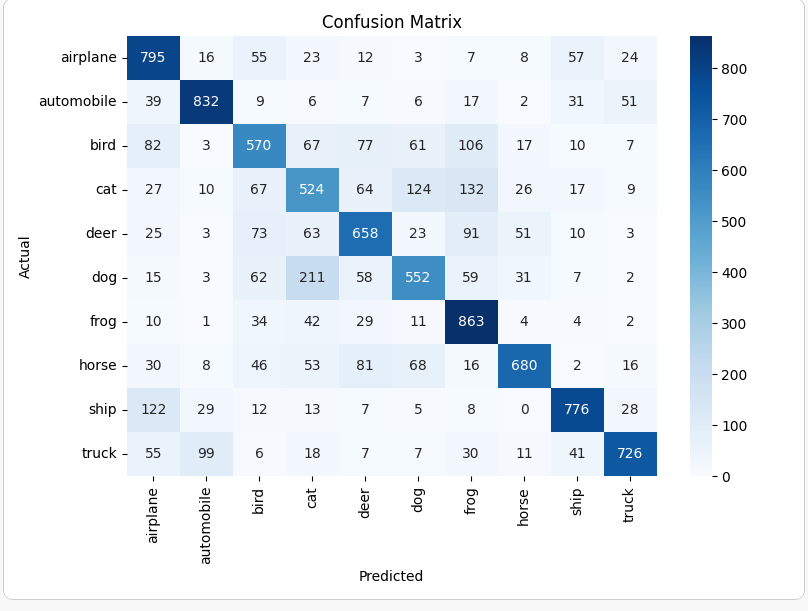 Confusion Matrix
airplane 795 16 55 23 12 3 7 8 57 24
automobile 39 832 9 6 7 6 17 2 31 51
bird 82 3 570 67 77 61 106 17 10 7
cat 27 10 67 524 64 124 132 26 17 9
deer 25 3 73 63 658 23 91 51 10 3
dog 15 3 62 211 58 552 59 31 7 2
frog 10 1 34 42 29 11 863 4 4 2
horse 30 8 46 53 81 68 16 680 2 16
ship 122 29 12 13 7 5 8 0 776 28
truck 55 99 6 18 7 7 30 11 41 726
airplane automobile bird cat deer dog frog horse ship truck
Predicted
Actual
800
700
600
500
400
300
200
100
0